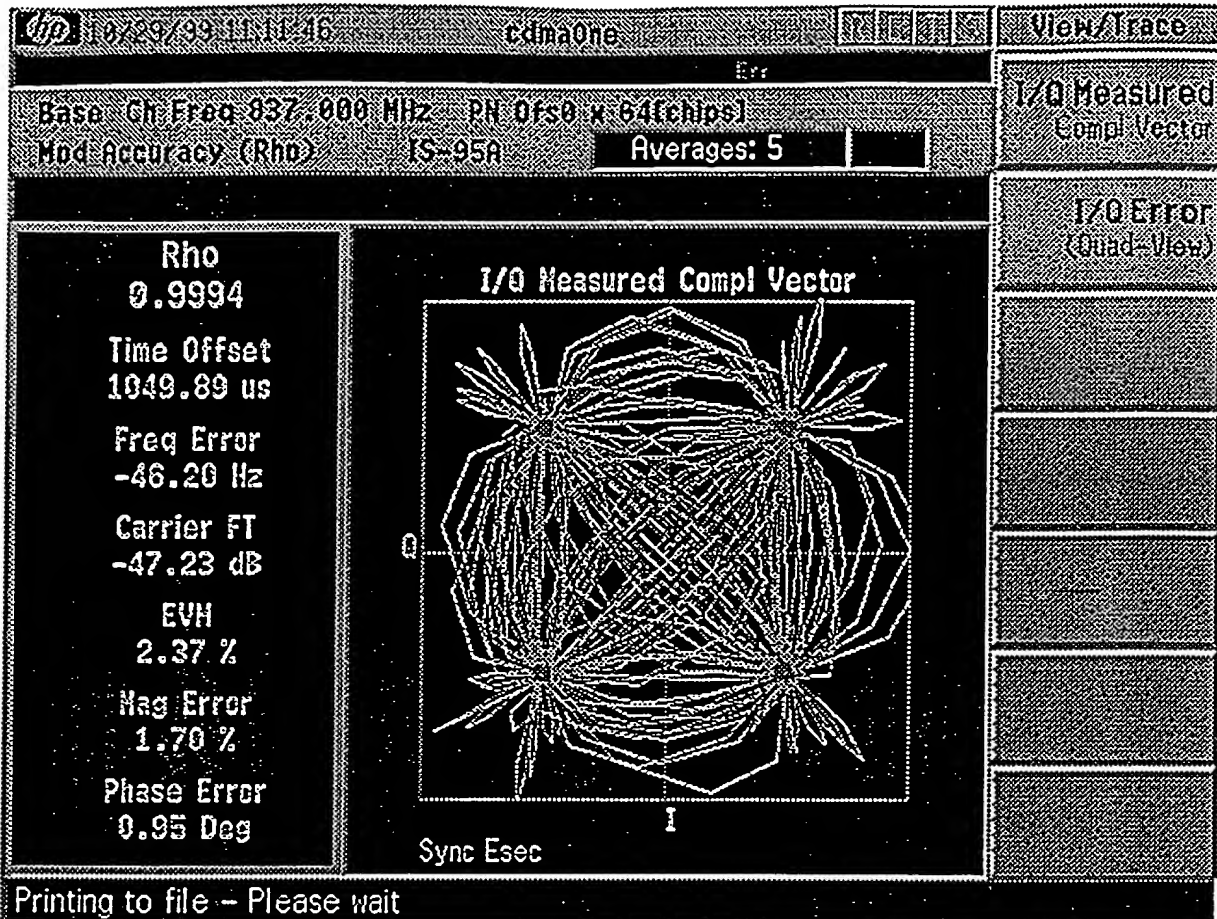 hp 10/29/99 11:11:46 cdmaOne
View/Trace
Err
Base Ch Freq 837.000 MHz PN Ofs0 x 64[chips]
Mod Accuracy (Rho) IS-95A Averages: 5
I/Q Measured
Compl Vector
I/Q Error
(Quad-View)
Rho
0.9994
Time Offset
1049.89 us
Freq Error
-46.20 Hz
Carrier FT
-47.23 dB
EVM
2.37 %
Mag Error
1.70 %
Phase Error
0.95 Deg
I/Q Measured Compl Vector
Q
I
Sync Esec
Printing to file – Please wait